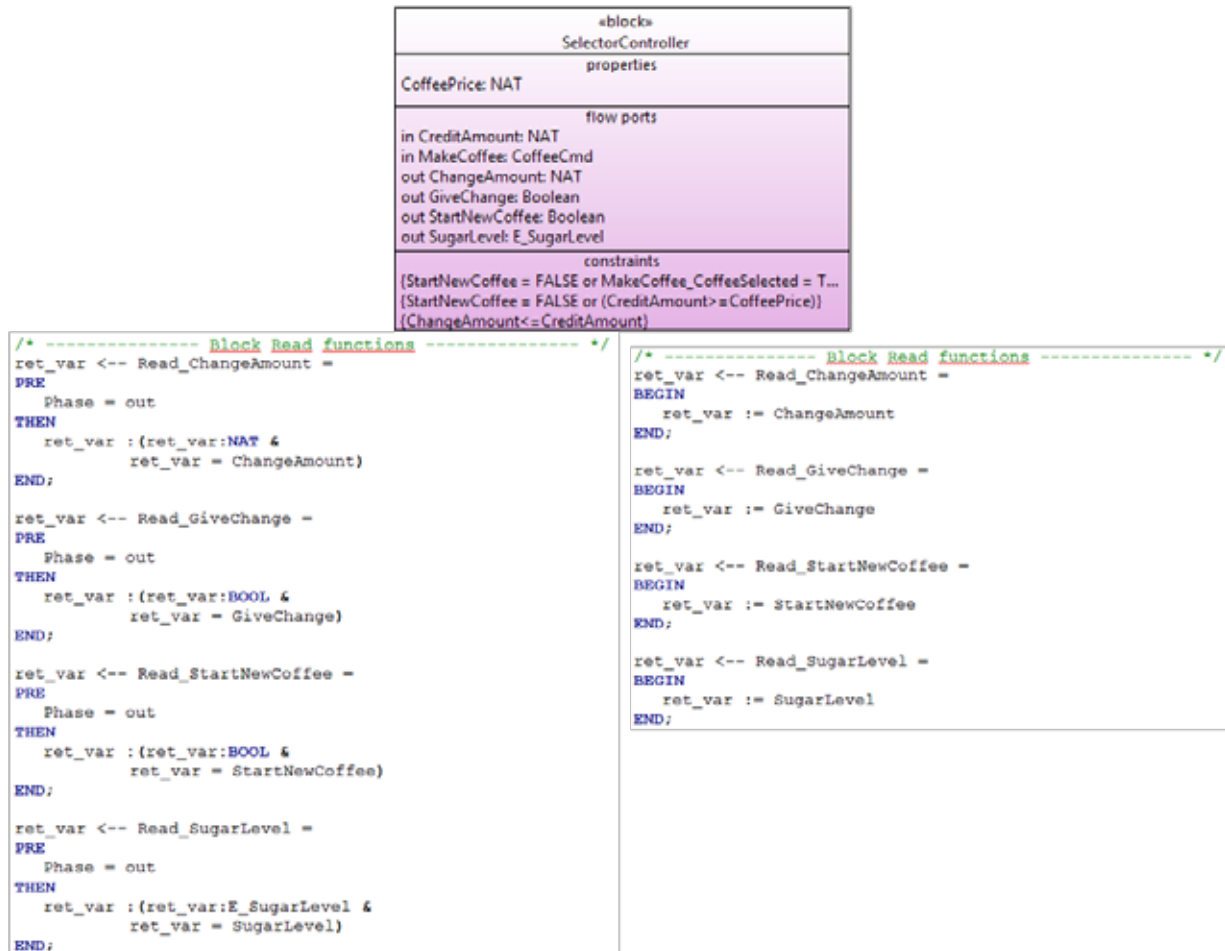 «block»
SelectorController
properties
CoffeePrice: NAT
flow ports
in CreditAmount: NAT
in MakeCoffee: CoffeeCmd
out ChangeAmount: NAT
out GiveChange: Boolean
out StartNewCoffee: Boolean
out SugarLevel: E_SugarLevel
constraints
{StartNewCoffee = FALSE or MakeCoffee_CoffeeSelected = T...
{StartNewCoffee = FALSE or (CreditAmount>=CoffeePrice)}
{ChangeAmount<=CreditAmount}
/* --------------- Block Read functions --------------- */
ret_var <-- Read_ChangeAmount =
PRE
Phase = out
THEN
ret_var :(ret_var:NAT &
ret_var = ChangeAmount)
END;
ret_var <-- Read_GiveChange =
PRE
Phase = out
THEN
ret_var :(ret_var:BOOL &
ret_var = GiveChange)
END;
ret_var <-- Read_StartNewCoffee =
PRE
Phase = out
THEN
ret_var :(ret_var:BOOL &
ret_var = StartNewCoffee)
END;
ret_var <-- Read_SugarLevel =
PRE
Phase = out
THEN
ret_var :(ret_var:E_SugarLevel &
ret_var = SugarLevel)
END;
/* --------------- Block Read functions --------------- */
ret_var <-- Read_ChangeAmount =
BEGIN
ret_var := ChangeAmount
END;
ret_var <-- Read_GiveChange =
BEGIN
ret_var := GiveChange
END;
ret_var <-- Read_StartNewCoffee =
BEGIN
ret_var := StartNewCoffee
END;
ret_var <-- Read_SugarLevel =
BEGIN
ret_var := SugarLevel
END;